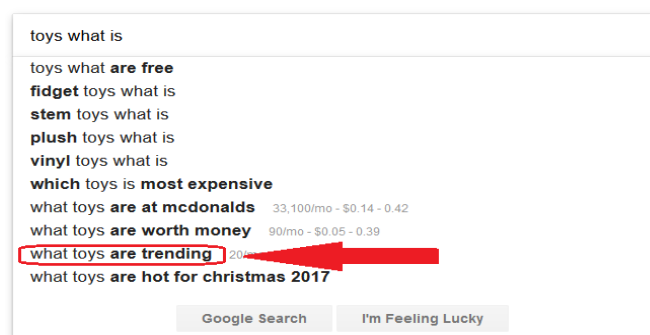 toys what is
toys what are free
fidget toys what is
stem toys what is
plush toys what is
vinyl toys what is
which toys is most expensive
what toys are at mcdonalds 33,100/mo - $0.14 - 0.42
what toys are worth money 90/mo - $0.05 - 0.39
what toys are trending
what toys are hot for christmas 2017
Google Search I'm Feeling Lucky